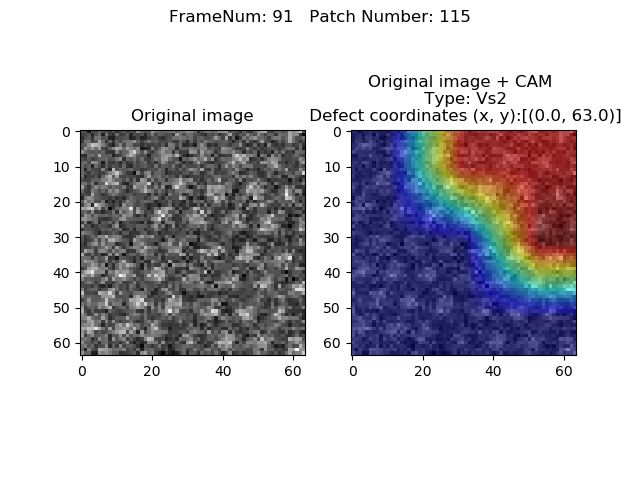 FrameNum: 91   Patch Number: 115
Original image
Original image + CAM
Type: Vs2
Defect coordinates (x, y):[(0.0, 63.0)]
0
10
20
30
40
50
60
0 20 40 60
0
10
20
30
40
50
60
0 20 40 60